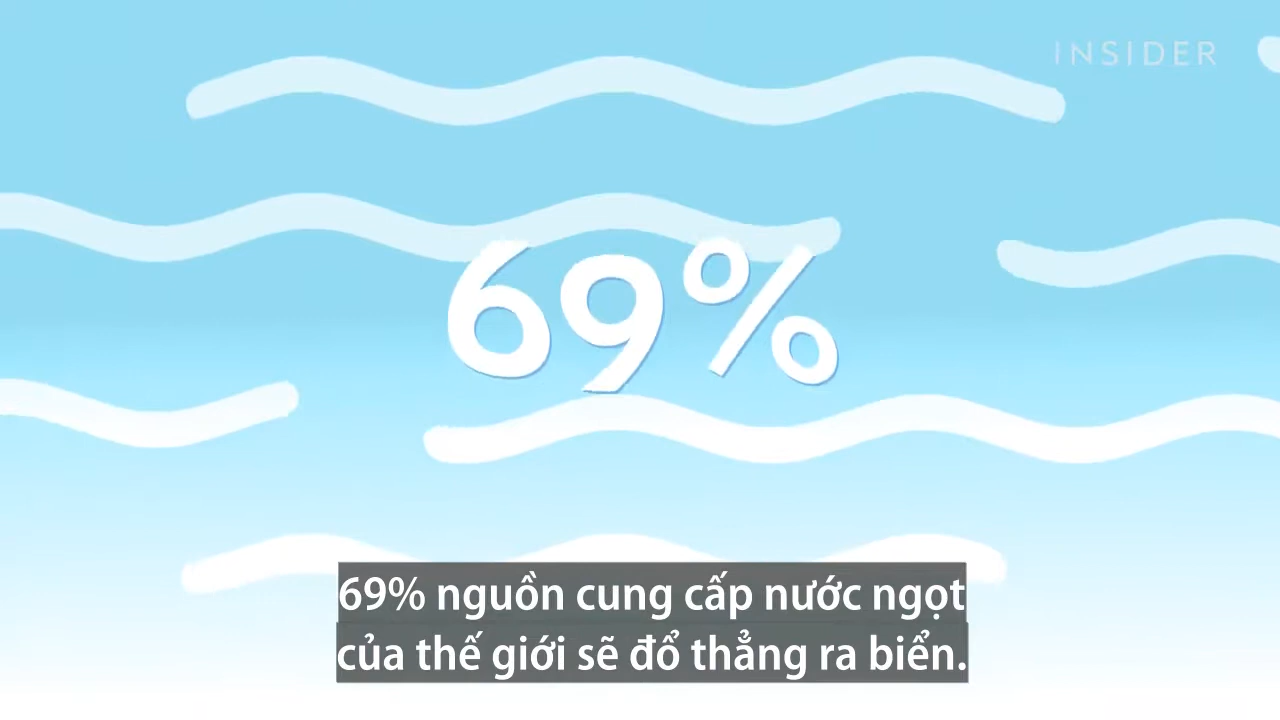 INSIDER
69%
69% nguồn cung cấp nước ngọt
của thế giới sẽ đổ thẳng ra biển.